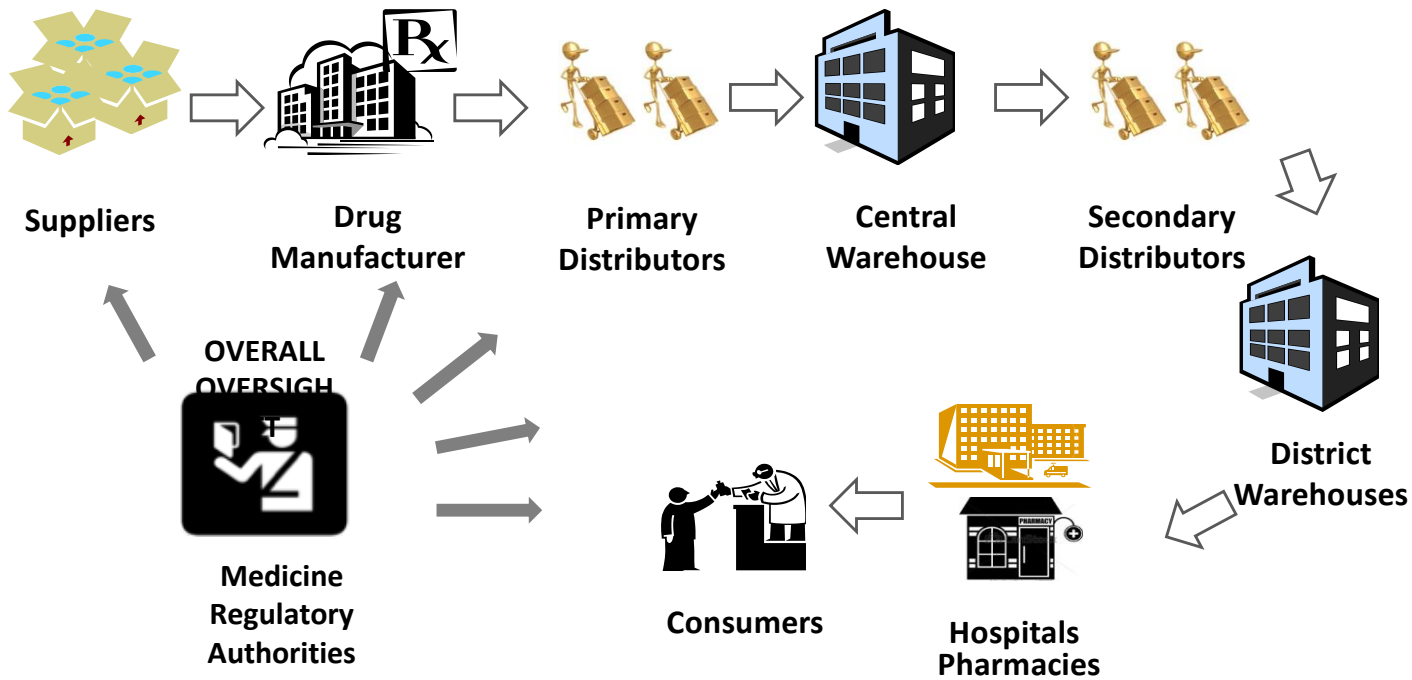 Rx
Suppliers
Drug
Manufacturer
Primary
Distributors
Central
Warehouse
Secondary
Distributors
OVERALL
OVERSIGH
T
Medicine
Regulatory
Authorities
District
Warehouses
PHARMACY
Consumers
Hospitals
Pharmacies